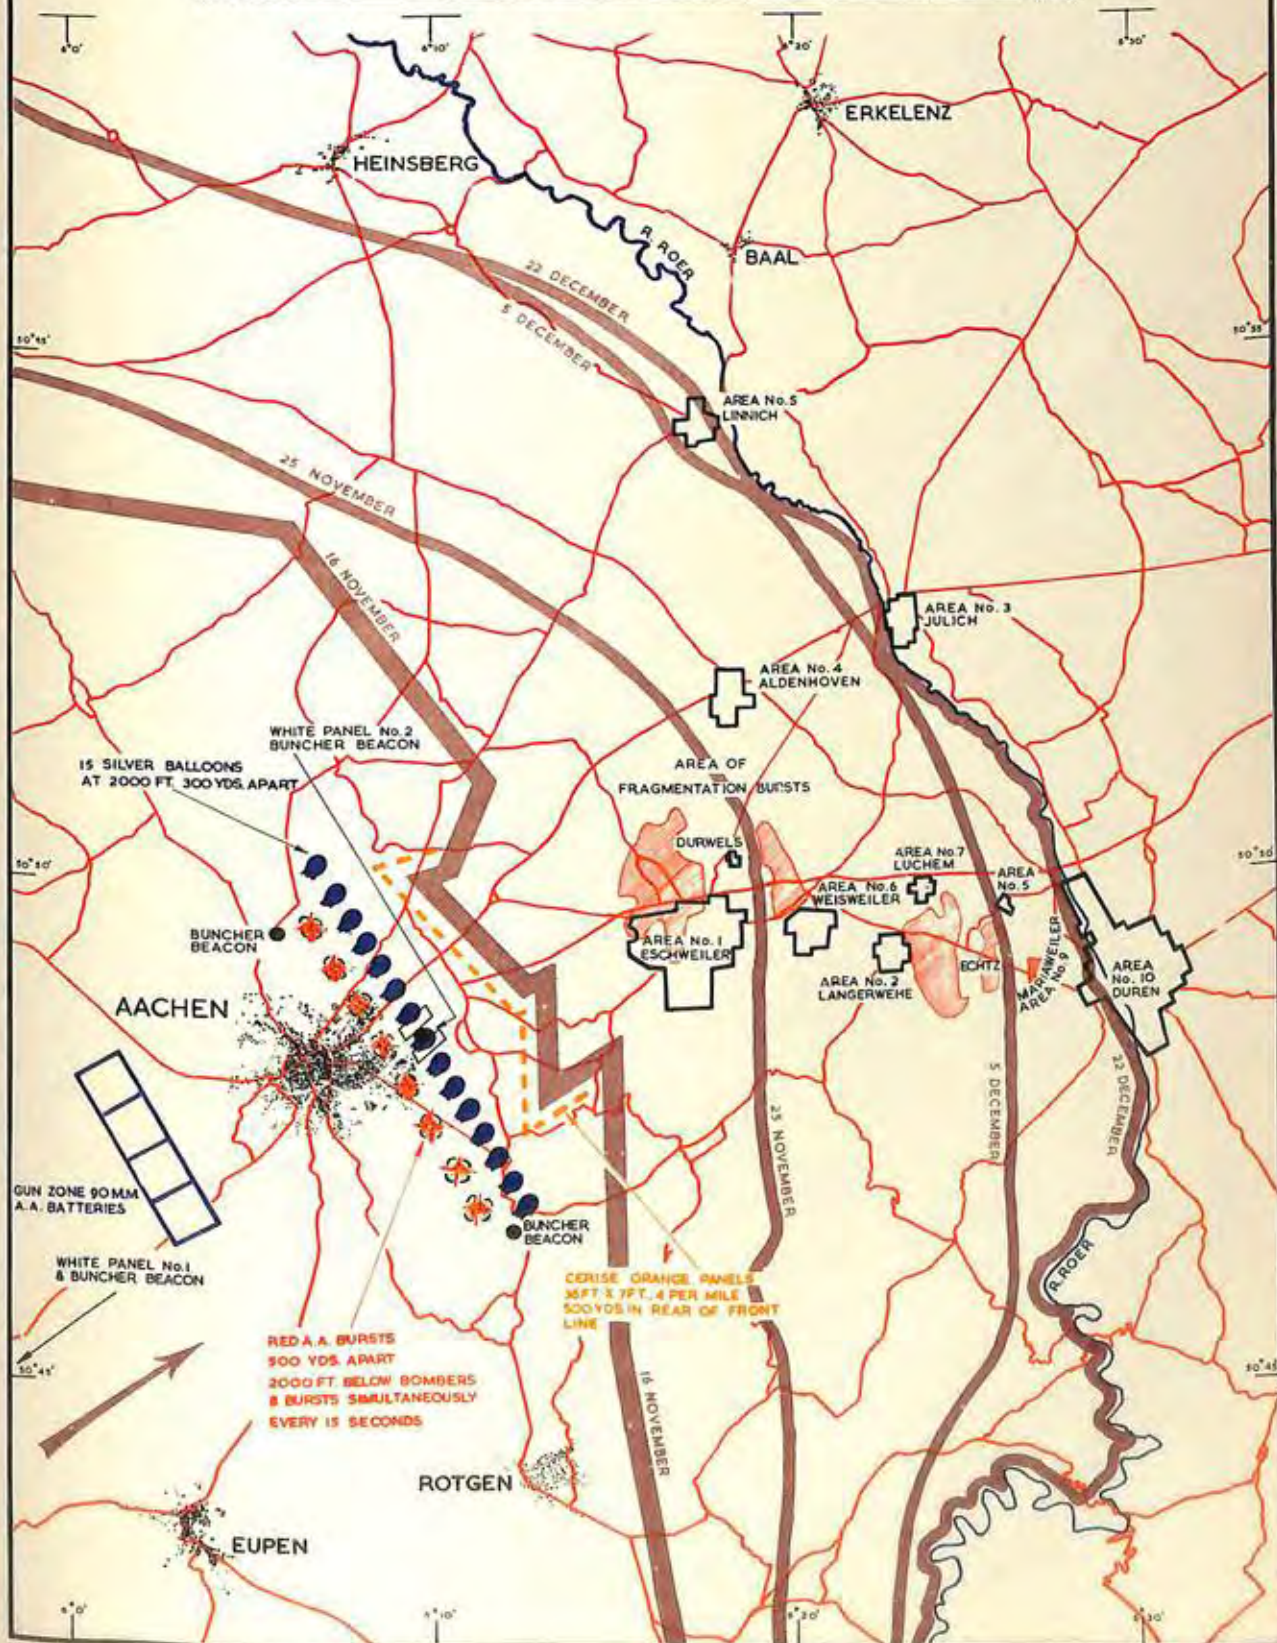 6°0'
6°10'
6°20'
6°30'
ERKELENZ
HEINSBERG
R. ROER
BAAL
22 DECEMBER
5 DECEMBER
50°55'
AREA No. 5
LINNICH
25 NOVEMBER
16 NOVEMBER
AREA No. 3
JULICH
AREA No. 4
ALDENHOVEN
WHITE PANEL No. 2
BUNCHER BEACON
15 SILVER BALLOONS
AT 2000 FT. 300 YDS. APART
AREA OF
FRAGMENTATION BURSTS
DURWELS
50°50'
50°50'
AREA No. 7
LUCHEM
AREA
No. 5
AREA No. 6
WEISWEILER
BUNCHER
BEACON
AREA No. 1
ESCHWEILER
ECHTZ
MARIAWEILER
AREA No. 9
AREA
No. 10
DUREN
AREA No. 2
LANGERWEHE
AACHEN
5 DECEMBER
22 DECEMBER
25 NOVEMBER
GUN ZONE 90 M.M.
A.A. BATTERIES
BUNCHER
BEACON
WHITE PANEL No. 1
& BUNCHER BEACON
R. ROER
CERISE ORANGE PANELS
36 FT X 7 FT., 4 PER MILE
500 YDS IN REAR OF FRONT
LINE
RED A.A. BURSTS
500 YDS. APART
2000 FT. BELOW BOMBERS
8 BURSTS SIMULTANEOUSLY
EVERY 15 SECONDS
50°45'
50°45'
16 NOVEMBER
ROTGEN
EUPEN
6°0'
6°20'